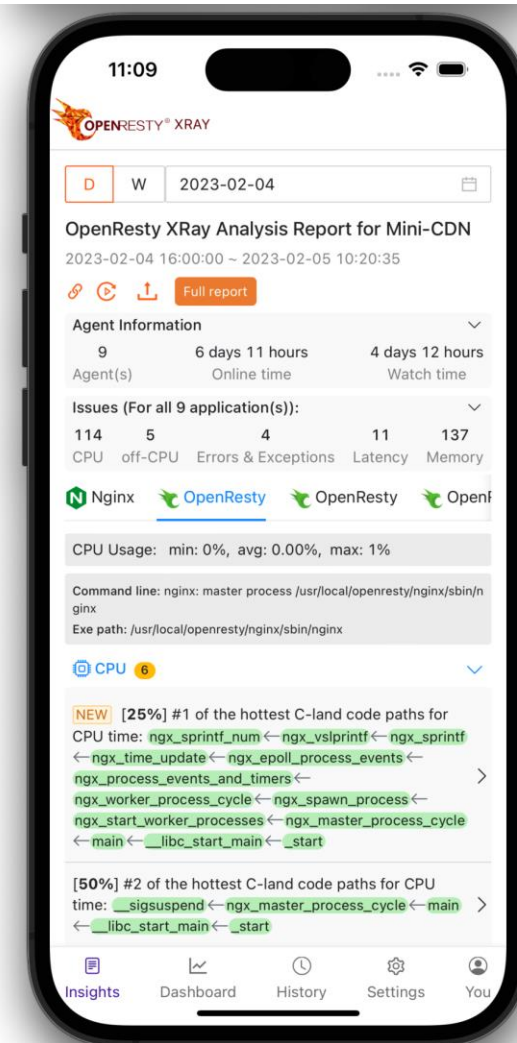 11:09
OPENRESTY® XRAY
D W 2023-02-04
OpenResty XRay Analysis Report for Mini-CDN
2023-02-04 16:00:00 ~ 2023-02-05 10:20:35
Full report
Agent Information
9 6 days 11 hours 4 days 12 hours
Agent(s) Online time Watch time
Issues (For all 9 application(s)):
114 5 4 11 137
CPU off-CPU Errors & Exceptions Latency Memory
Nginx OpenResty OpenResty OpenR
CPU Usage: min: 0%, avg: 0.00%, max: 1%
Command line: nginx: master process /usr/local/openresty/nginx/sbin/n
ginx
Exe path: /usr/local/openresty/nginx/sbin/nginx
CPU 6
NEW [25%] #1 of the hottest C-land code paths for
CPU time: ngx_sprintf_num←ngx_vslprintf←ngx_sprintf
←ngx_time_update←ngx_epoll_process_events←
ngx_process_events_and_timers←
ngx_worker_process_cycle←ngx_spawn_process←
ngx_start_worker_processes←ngx_master_process_cycle
←main←__libc_start_main←_start
[50%] #2 of the hottest C-land code paths for CPU
time: __sigsuspend←ngx_master_process_cycle←main
←__libc_start_main←_start
Insights Dashboard History Settings You